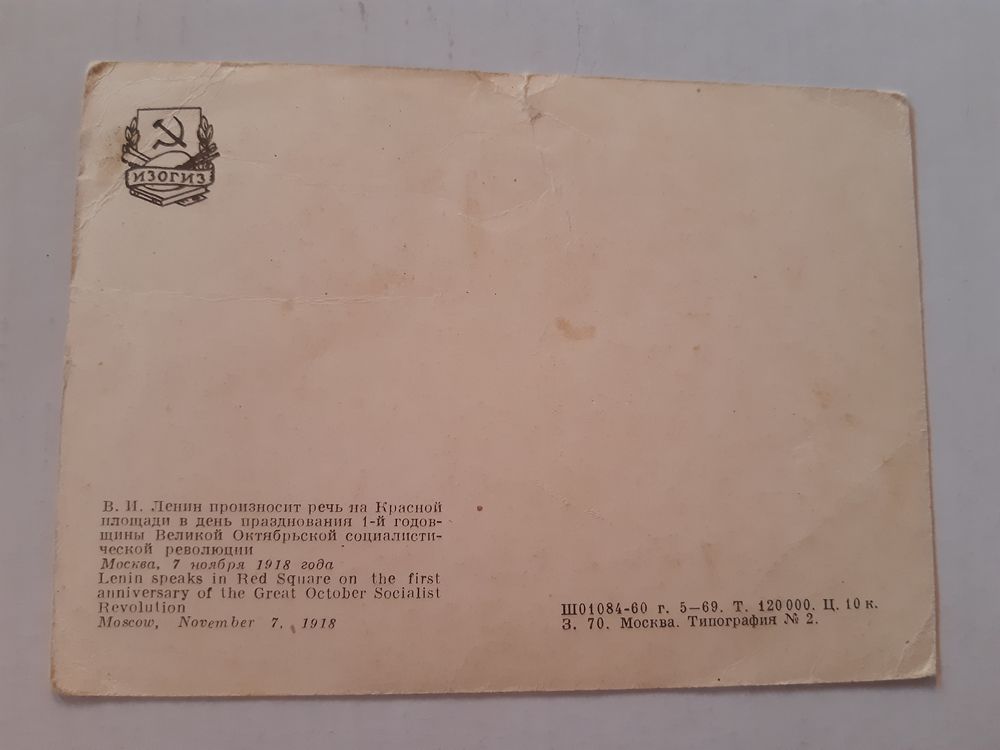 ИЗОГИЗ
В. И. Ленин произносит речь на Красной
площади в день празднования 1-й годов-
щины Великой Октябрьской социалисти-
ческой революции
Москва, 7 ноября 1918 года
Lenin speaks in Red Square on the first
anniversary of the Great October Socialist
Revolution
Moscow, November 7, 1918
Ш01084-60 г. 5—69. Т. 120 000. Ц. 10 к.
З. 70. Москва. Типография № 2.